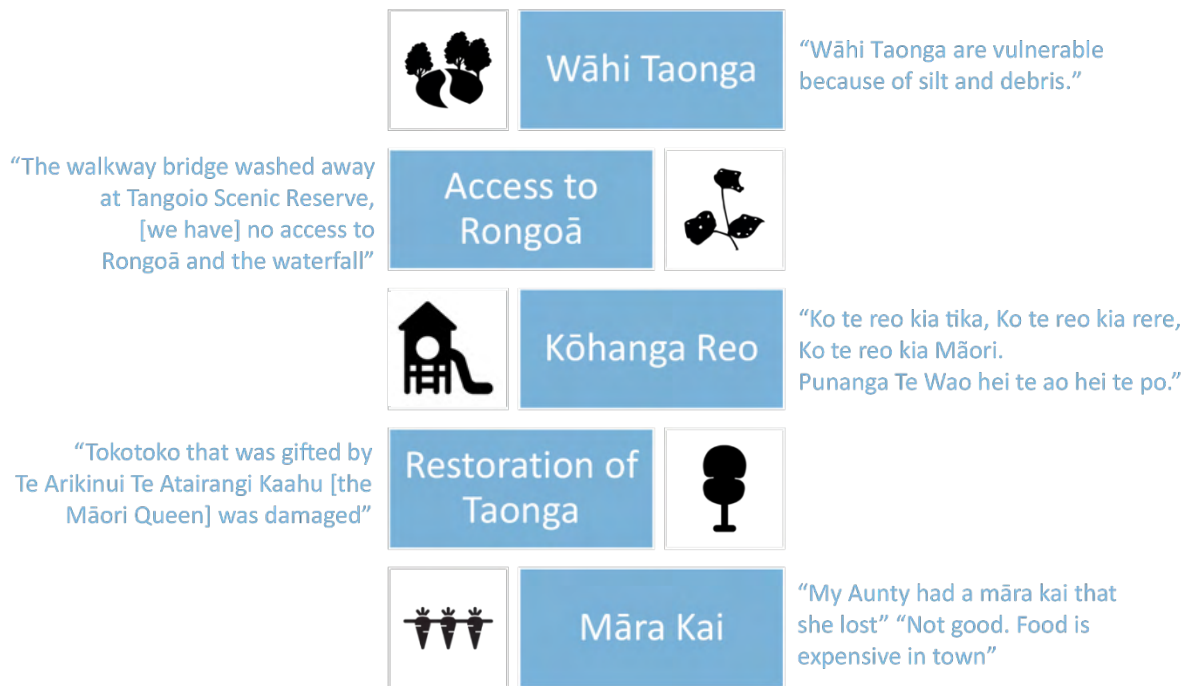 Wāhi Taonga
“Wāhi Taonga are vulnerable
because of silt and debris.”
“The walkway bridge washed away
at Tangoio Scenic Reserve,
[we have] no access to
Rongoā and the waterfall”
Access to
Rongoā
Kōhanga Reo
“Ko te reo kia tika, Ko te reo kia rere,
Ko te reo kia Mãori.
Punanga Te Wao hei te ao hei te po.”
“Tokotoko that was gifted by
Te Arikinui Te Atairangi Kaahu [the
Māori Queen] was damaged”
Restoration of
Taonga
Māra Kai
“My Aunty had a māra kai that
she lost” “Not good. Food is
expensive in town”